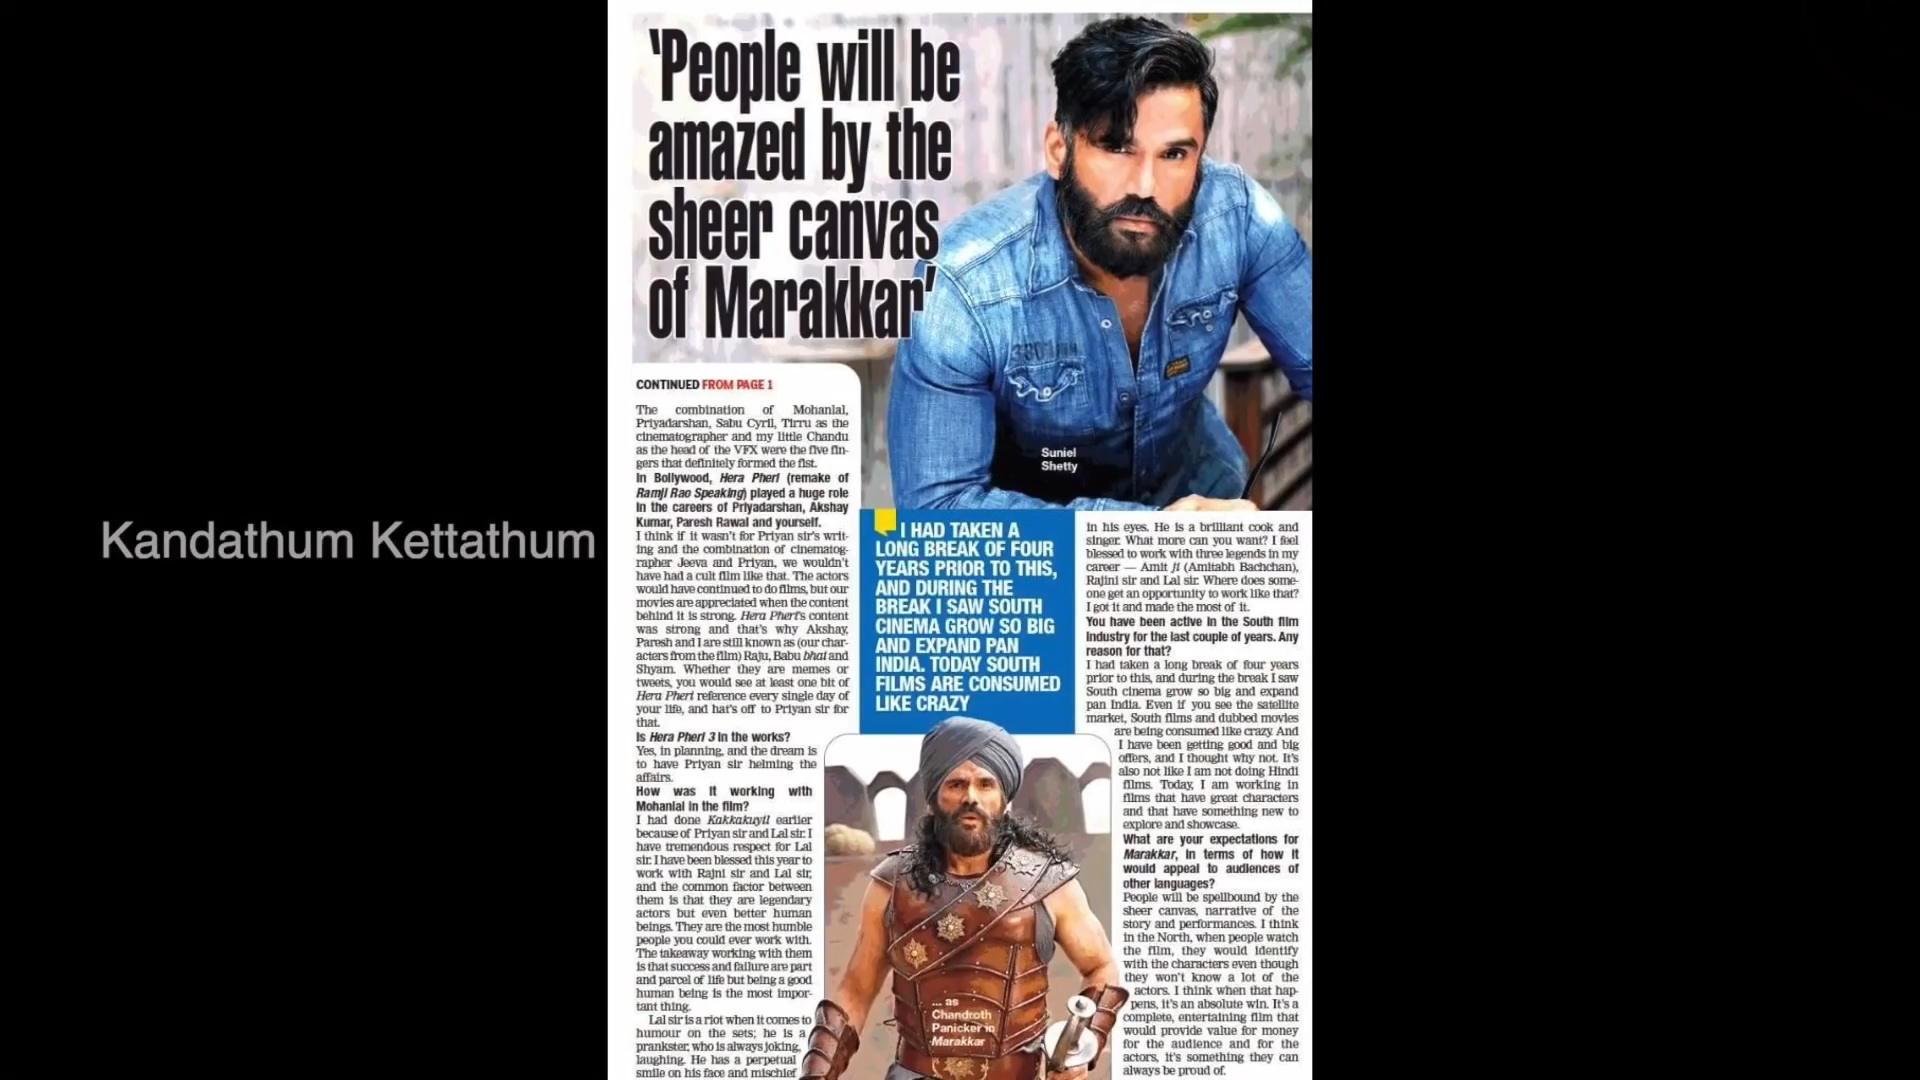 Kandathum Kettathum
'People will be
amazed by the
sheer canvas
of Marakkar'
Suniel
Shetty
CONTINUED FROM PAGE 1
The combination of Mohanlal,
Priyadarshan, Sabu Cyril, Tirru as the
cinematographer and my little Chandu
as the head of the VFX were the five fin-
gers that definitely formed the fist.
In Bollywood, Hera Pheri (remake of
Ramji Rao Speaking) played a huge role
in the careers of Priyadarshan, Akshay
Kumar, Paresh Rawal and yourself.
I think if it wasn't for Priyan sir's writ-
ing and the combination of cinematog-
rapher Jeeva and Priyan, we wouldn't
have had a cult film like that. The actors
would have continued to do films, but our
movies are appreciated when the content
behind it is strong. Hera Pheri's content
was strong and that's why Akshay,
Paresh and I are still known as (our char-
acters from the film) Raju, Babu bhai and
Shyam. Whether they are memes or
tweets, you would see at least one bit of
Hera Pheri reference every single day of
your life, and hat's off to Priyan sir for
that.
Is Hera Pheri 3 in the works?
Yes, in planning, and the dream is
to have Priyan sir helming the
affairs.
How was it working with
Mohanlal in the film?
I had done Kakkakuyil earlier
because of Priyan sir and Lal sir. I
have tremendous respect for Lal
sir. I have been blessed this year to
work with Rajni sir and Lal sir,
and the common factor between
them is that they are legendary
actors but even better human
beings. They are the most humble
people you could ever work with.
The takeaway working with them
is that success and failure are part
and parcel of life but being a good
human being is the most impor-
tant thing.
Lal sir is a riot when it comes to
humour on the sets; he is a
prankster, who is always joking,
laughing. He has a perpetual
smile on his face and mischief
I HAD TAKEN A
LONG BREAK OF FOUR
YEARS PRIOR TO THIS,
AND DURING THE
BREAK I SAW SOUTH
CINEMA GROW SO BIG
AND EXPAND PAN
INDIA. TODAY SOUTH
FILMS ARE CONSUMED
LIKE CRAZY
... as
Chandroth
Panicker in
Marakkar
in his eyes. He is a brilliant cook and
singer. What more can you want? I feel
blessed to work with three legends in my
career — Amit ji (Amitabh Bachchan),
Rajini sir and Lal sir. Where does some-
one get an opportunity to work like that?
I got it and made the most of it.
You have been active in the South film
industry for the last couple of years. Any
reason for that?
I had taken a long break of four years
prior to this, and during the break I saw
South cinema grow so big and expand
pan India. Even if you see the satellite
market, South films and dubbed movies
are being consumed like crazy. And
I have been getting good and big
offers, and I thought why not. It's
also not like I am not doing Hindi
films. Today, I am working in
films that have great characters
and that have something new to
explore and showcase.
What are your expectations for
Marakkar, in terms of how it
would appeal to audiences of
other languages?
People will be spellbound by the
sheer canvas, narrative of the
story and performances. I think
in the North, when people watch
the film, they would identify
with the characters even though
they won't know a lot of the
actors. I think when that hap-
pens, it's an absolute win. It's a
complete, entertaining film that
would provide value for money
for the audience and for the
actors, it's something they can
always be proud of.